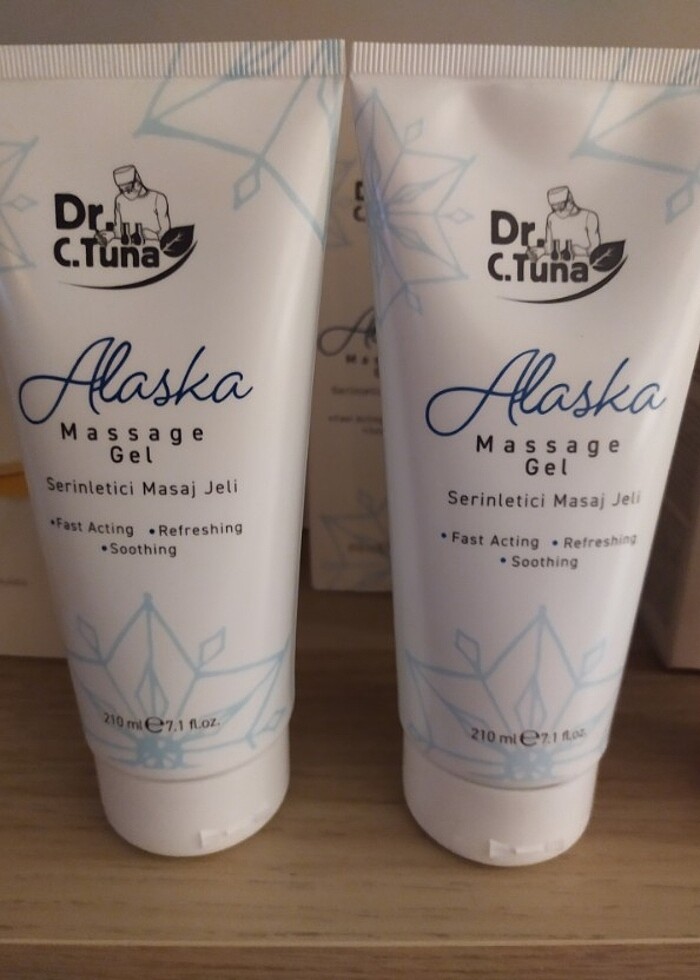 Dr.
C.Tuna
Alaska
Massage
Gel
Serinletici Masaj Jeli
•Fast Acting •Refreshing
•Soothing
210 ml ℮ 7.1 fl.oz.
Dr.
C.Tuna
Alaska
Massage
Gel
Serinletici Masaj Jeli
• Fast Acting • Refreshing
• Soothing
210 ml ℮ 7.1 fl.oz.